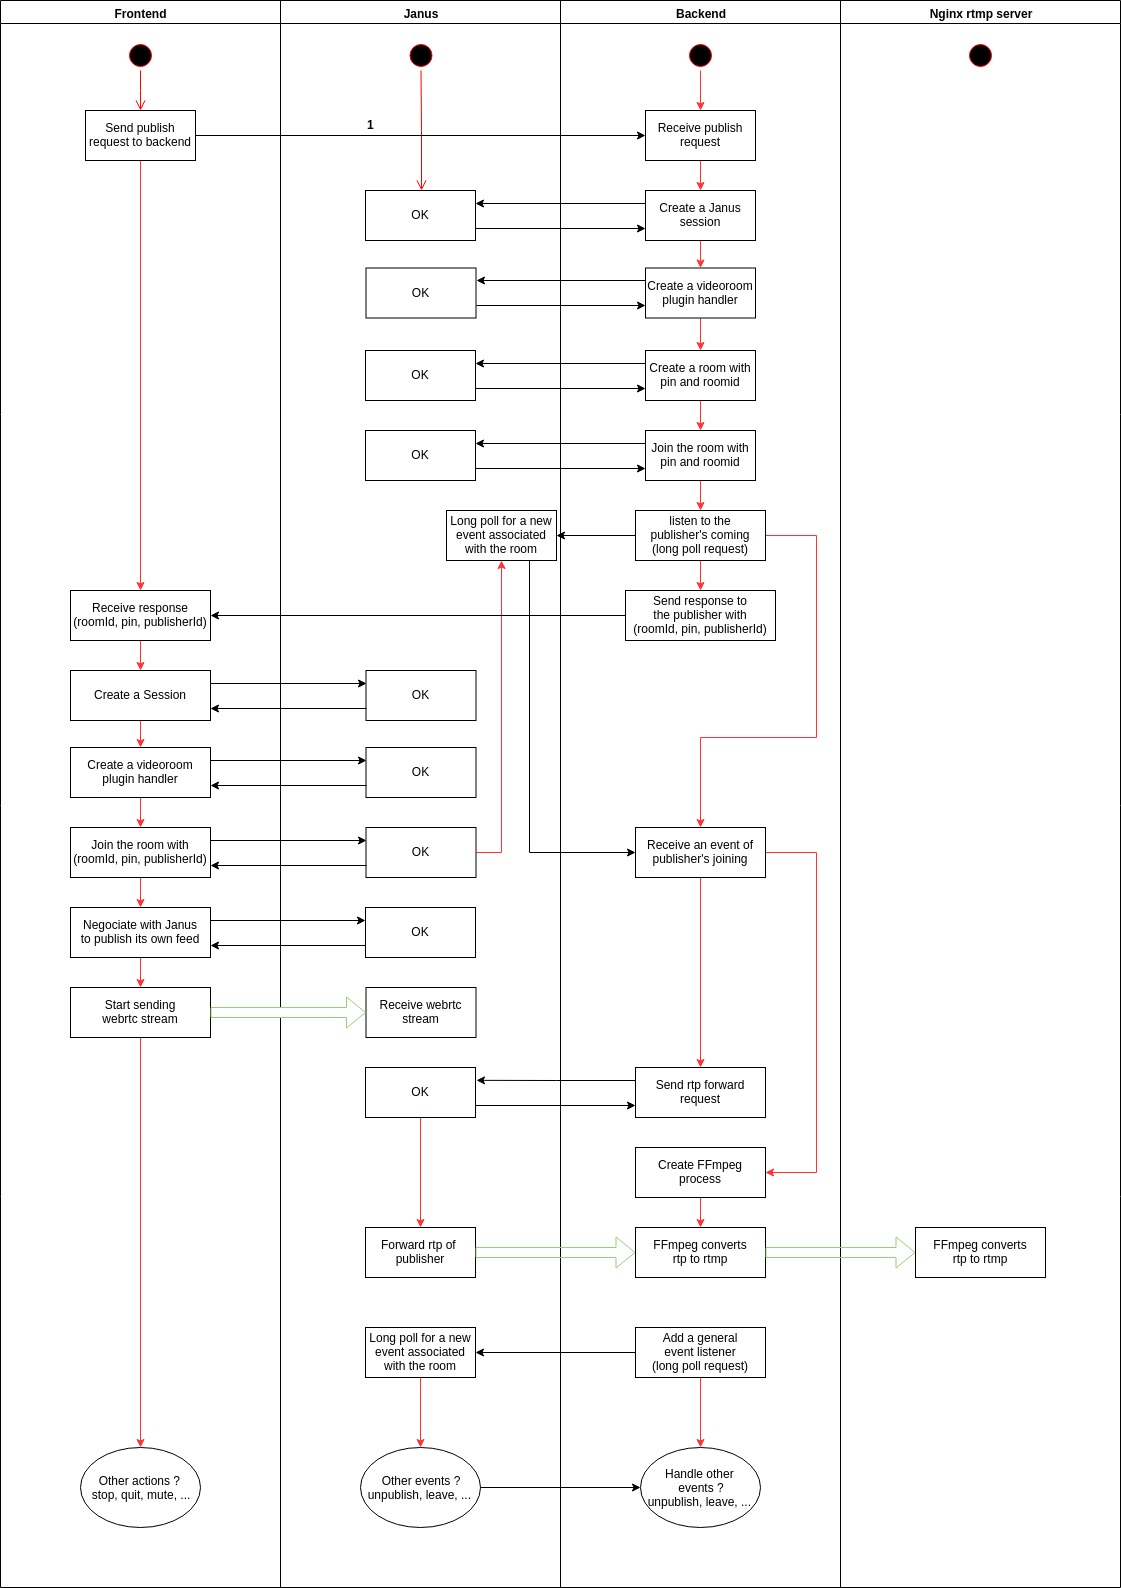 Frontend
Janus
Backend
Nginx rtmp server
Send publish
request to backend
1
Receive publish
request
OK
Create a Janus
session
OK
Create a videoroom
plugin handler
OK
Create a room with
pin and roomid
OK
Join the room with
pin and roomid
Long poll for a new
event associated
with the room
listen to the
publisher's coming
(long poll request)
Receive response
(roomId, pin, publisherId)
Send response to
the publisher with
(roomId, pin, publisherId)
Create a Session
OK
Create a videoroom
plugin handler
OK
Join the room with
(roomId, pin, publisherId)
OK
Receive an event of
publisher's joining
Negociate with Janus
to publish its own feed
OK
Start sending
webrtc stream
Receive webrtc
stream
OK
Send rtp forward
request
Create FFmpeg
process
Forward rtp of
publisher
FFmpeg converts
rtp to rtmp
FFmpeg converts
rtp to rtmp
Long poll for a new
event associated
with the room
Add a general
event listener
(long poll request)
Other actions ?
stop, quit, mute, ...
Other events ?
unpublish, leave, ...
Handle other
events ?
unpublish, leave, ...